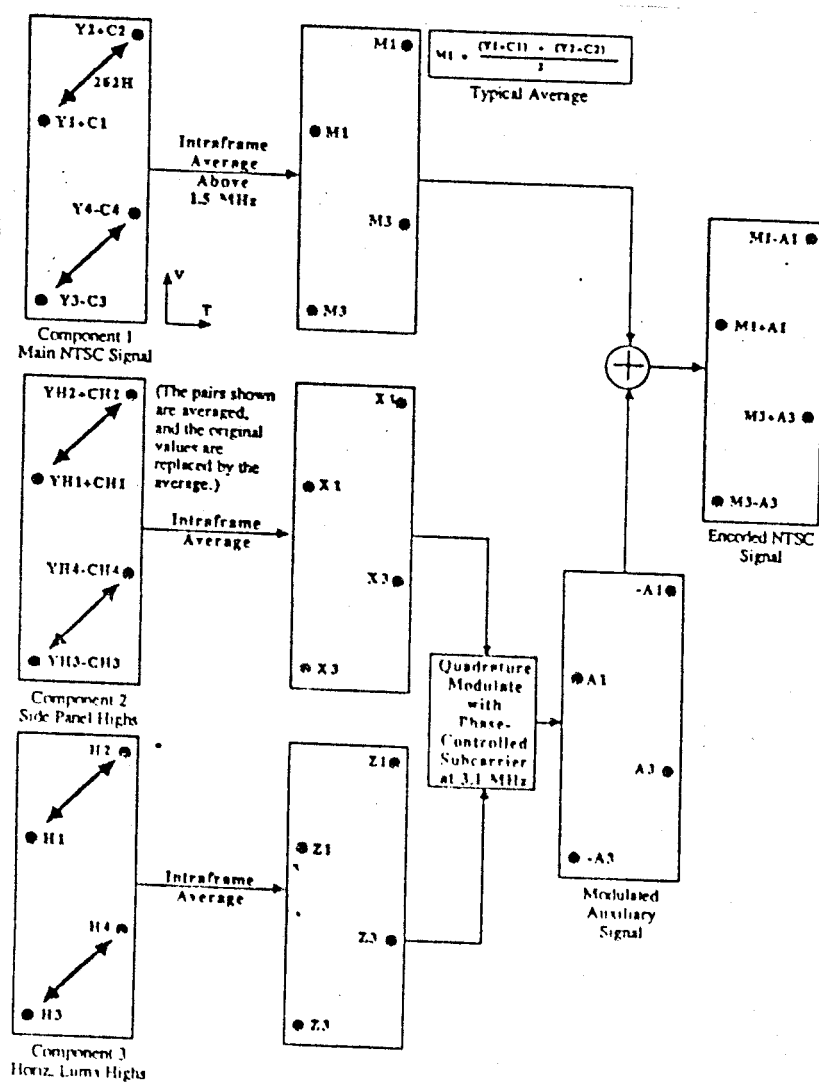 Y2+C2
262H
Y1+C1
Y4-C4
Y3-C3
Component 1
Main NTSC Signal
V
T
Intraframe
Average
Above
1.5 MHz
M1
M1
M3
M3
(Y1+C1) + (Y2+C2)
M1 =
2
Typical Average
YH2+CH2
YH1+CH1
YH4-CH4
YH3-CH3
Component 2
Side Panel Highs
(The pairs shown
are averaged,
and the original
values are
replaced by the
average.)
Intraframe
Average
X1
X1
X3
X3
H2
H1
H4
H3
Component 3
Horiz. Luma Highs
Intraframe
Average
Z1
Z1
Z3
Z3
Quadrature
Modulate
with
Phase-
Controlled
Subcarrier
at 3.1 MHz
-A1
A1
A3
-A3
Modulated
Auxiliary
Signal
M1-A1
M1+A1
M3+A3
M3-A3
Encoded NTSC
Signal